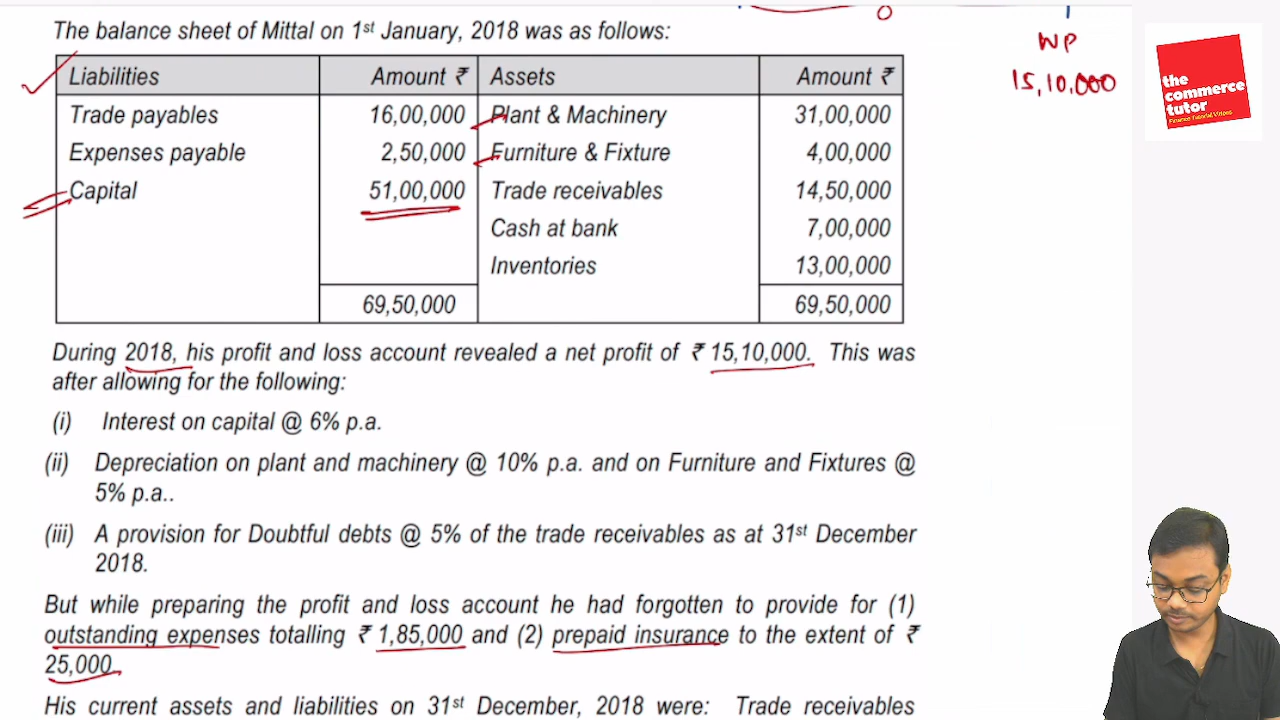 The balance sheet of Mittal on 1st January, 2018 was as follows:
Liabilities Amount ₹ Assets Amount ₹
Trade payables 16,00,000 Plant & Machinery 31,00,000
Expenses payable 2,50,000 Furniture & Fixture 4,00,000
Capital 51,00,000 Trade receivables 14,50,000
Cash at bank 7,00,000
Inventories 13,00,000
69,50,000 69,50,000
During 2018, his profit and loss account revealed a net profit of ₹ 15,10,000. This was
after allowing for the following:
(i) Interest on capital @ 6% p.a.
(ii) Depreciation on plant and machinery @ 10% p.a. and on Furniture and Fixtures @
5% p.a..
(iii) A provision for Doubtful debts @ 5% of the trade receivables as at 31st December
2018.
But while preparing the profit and loss account he had forgotten to provide for (1)
outstanding expenses totalling ₹ 1,85,000 and (2) prepaid insurance to the extent of ₹
25,000.
His current assets and liabilities on 31st December, 2018 were: Trade receivables
WP
15,10,000
the
commerce
tutor